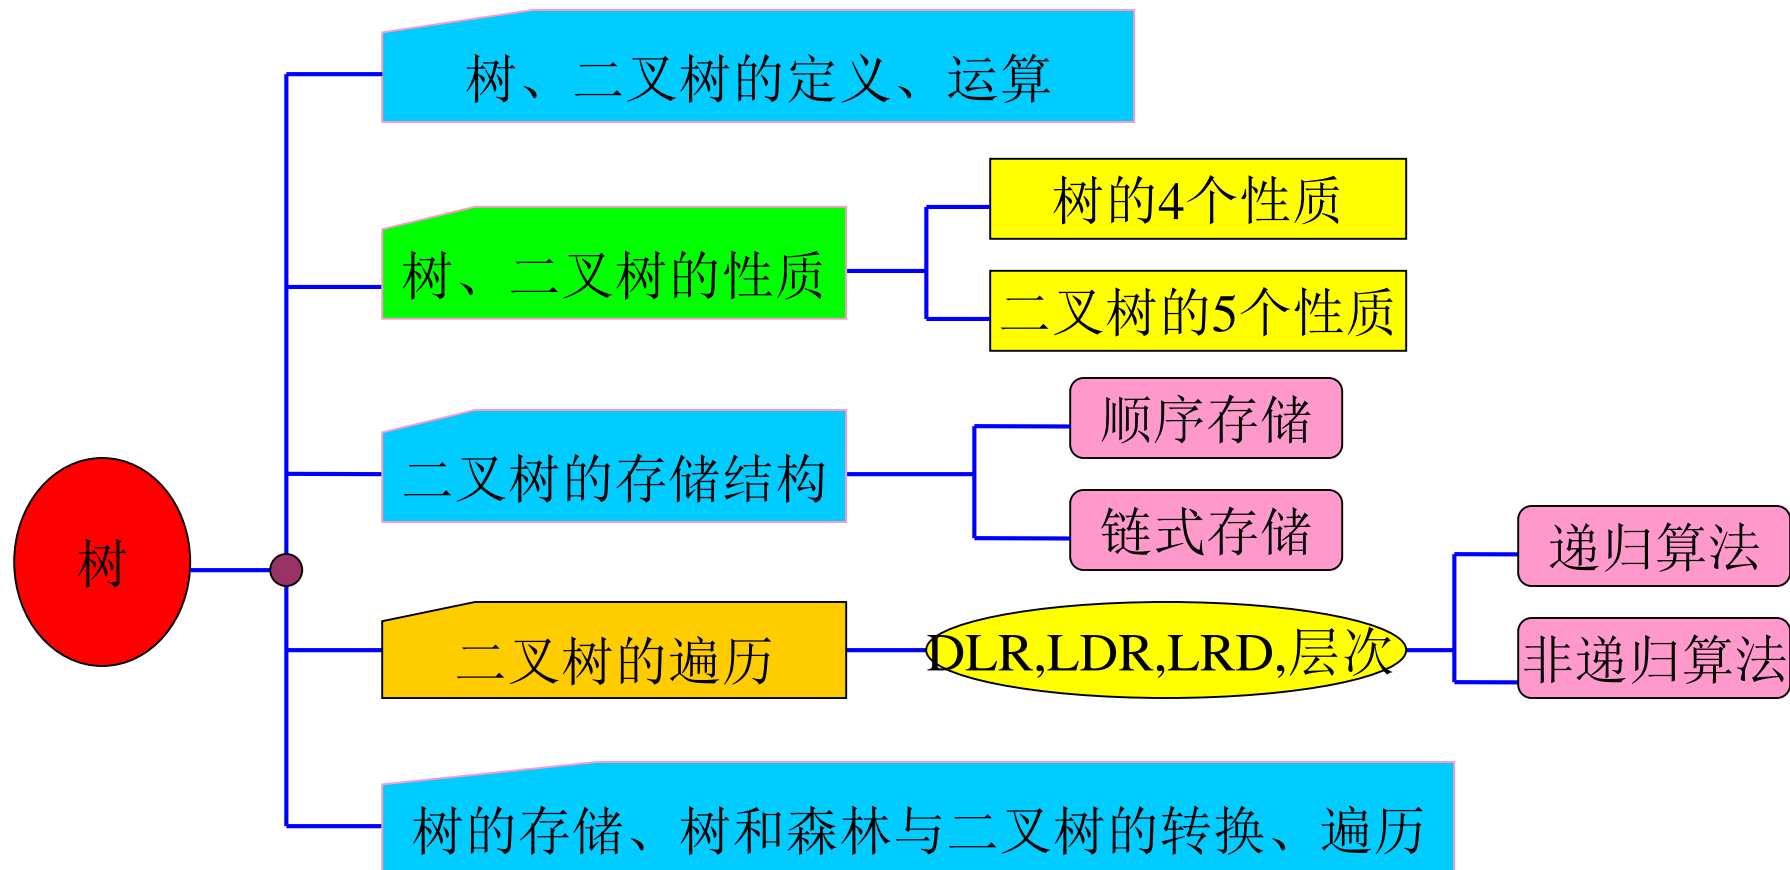 树、二叉树的定义、运算
树的4个性质
树、二叉树的性质
二叉树的5个性质
顺序存储
二叉树的存储结构
链式存储
树
递归算法
二叉树的遍历
DLR,LDR,LRD,层次
非递归算法
树的存储、树和森林与二叉树的转换、遍历